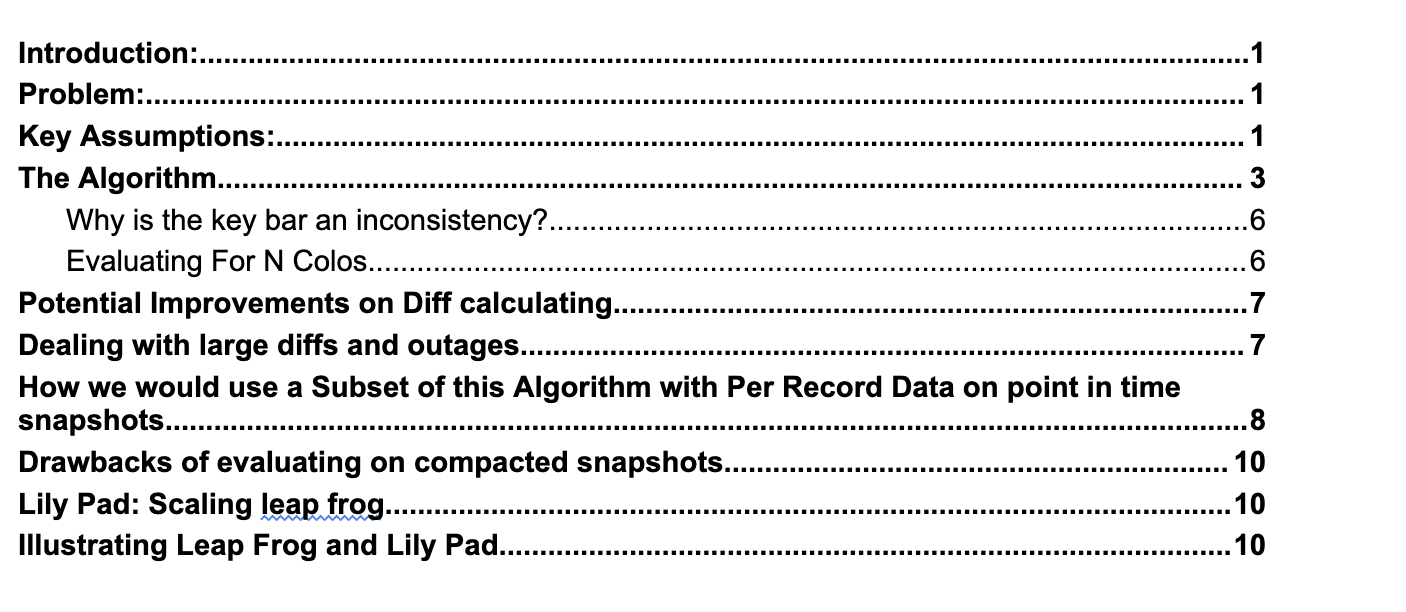 Introduction:........................................................................................................................1
Problem:.............................................................................................................................. 1
Key Assumptions:............................................................................................................... 1
The Algorithm...................................................................................................................... 3
Why is the key bar an inconsistency?................................................................................6
Evaluating For N Colos.....................................................................................................6
Potential Improvements on Diff calculating.........................................................................7
Dealing with large diffs and outages................................................................................... 7
How we would use a Subset of this Algorithm with Per Record Data on point in time
snapshots............................................................................................................................8
Drawbacks of evaluating on compacted snapshots.......................................................... 10
Lily Pad: Scaling leap frog.................................................................................................10
Illustrating Leap Frog and Lily Pad....................................................................................10